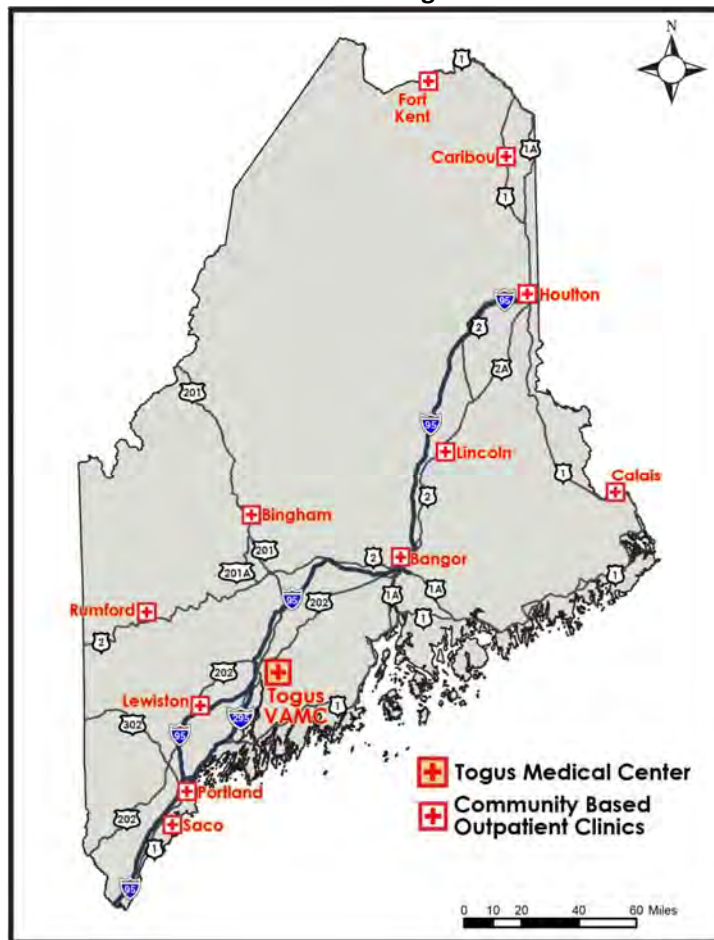 1
Fort
Kent
Caribou
1A
1
95
Houlton
2
2A
201
95
Lincoln
1
Calais
2
Bingham
201
2
Bangor
201A
1
95
202
1A
1A
1
Rumford
2
202
Togus
VAMC
Lewiston
1
295
302
95
Togus Medical Center
Portland
Community Based
Outpatient Clinics
202
Saco
1
95
0 10 20 40 60 Miles